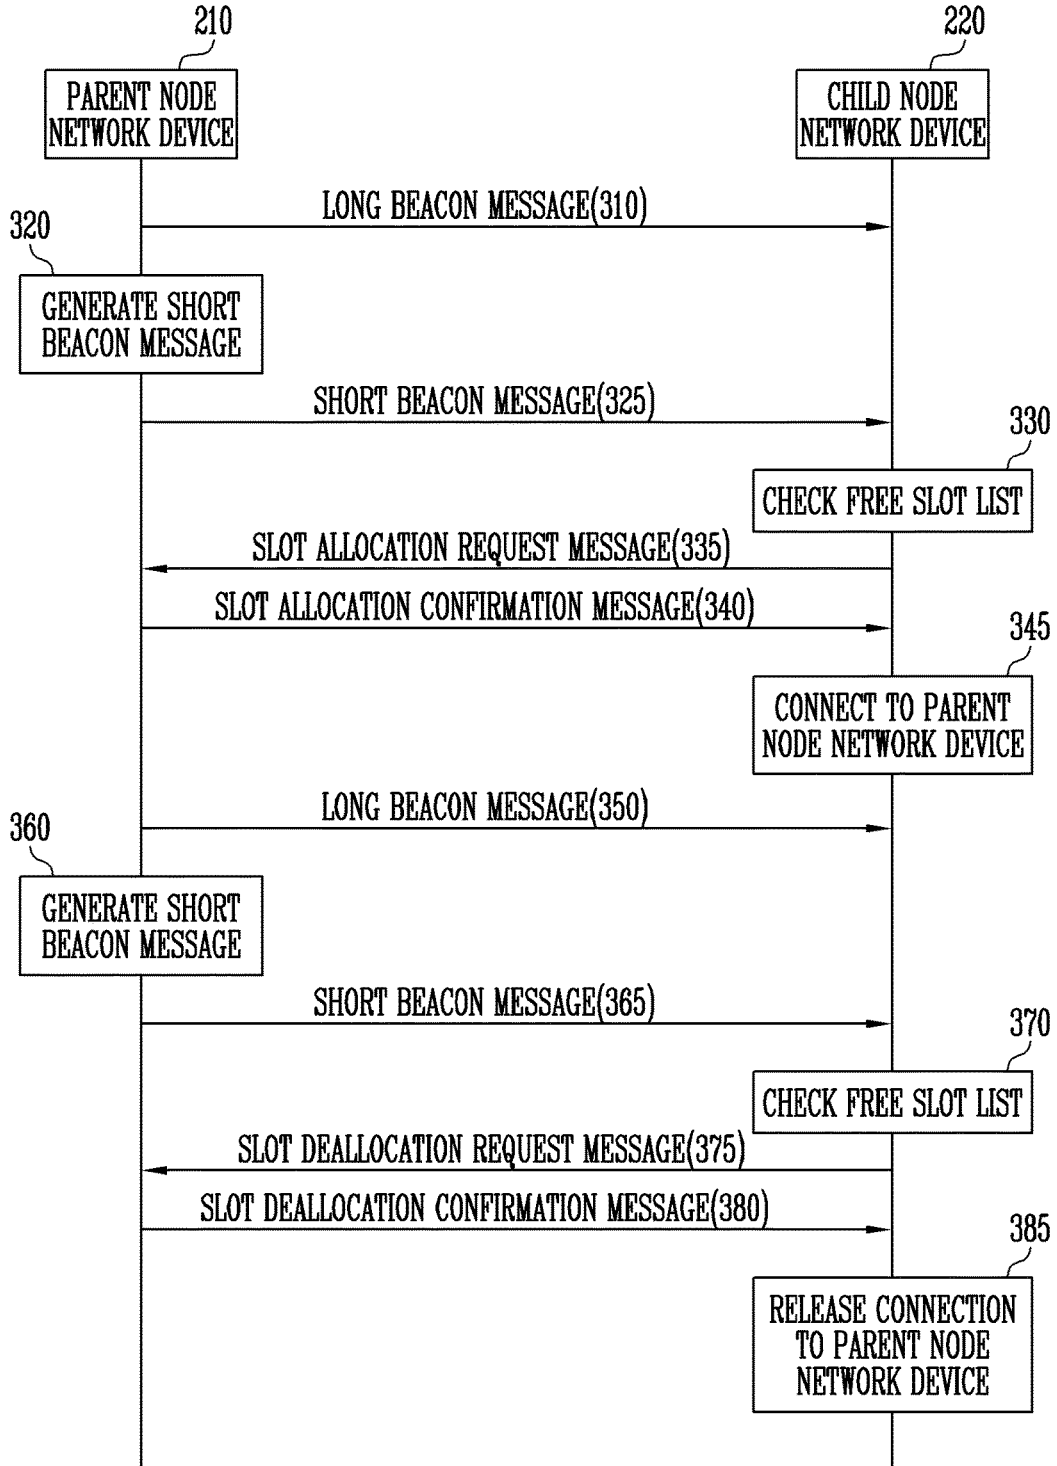 210
220
PARENT NODE
NETWORK DEVICE
CHILD NODE
NETWORK DEVICE
LONG BEACON MESSAGE(310)
320
GENERATE SHORT
BEACON MESSAGE
SHORT BEACON MESSAGE(325)
330
CHECK FREE SLOT LIST
SLOT ALLOCATION REQUEST MESSAGE(335)
SLOT ALLOCATION CONFIRMATION MESSAGE(340)
345
CONNECT TO PARENT
NODE NETWORK DEVICE
LONG BEACON MESSAGE(350)
360
GENERATE SHORT
BEACON MESSAGE
SHORT BEACON MESSAGE(365)
370
CHECK FREE SLOT LIST
SLOT DEALLOCATION REQUEST MESSAGE(375)
SLOT DEALLOCATION CONFIRMATION MESSAGE(380)
385
RELEASE CONNECTION
TO PARENT NODE
NETWORK DEVICE